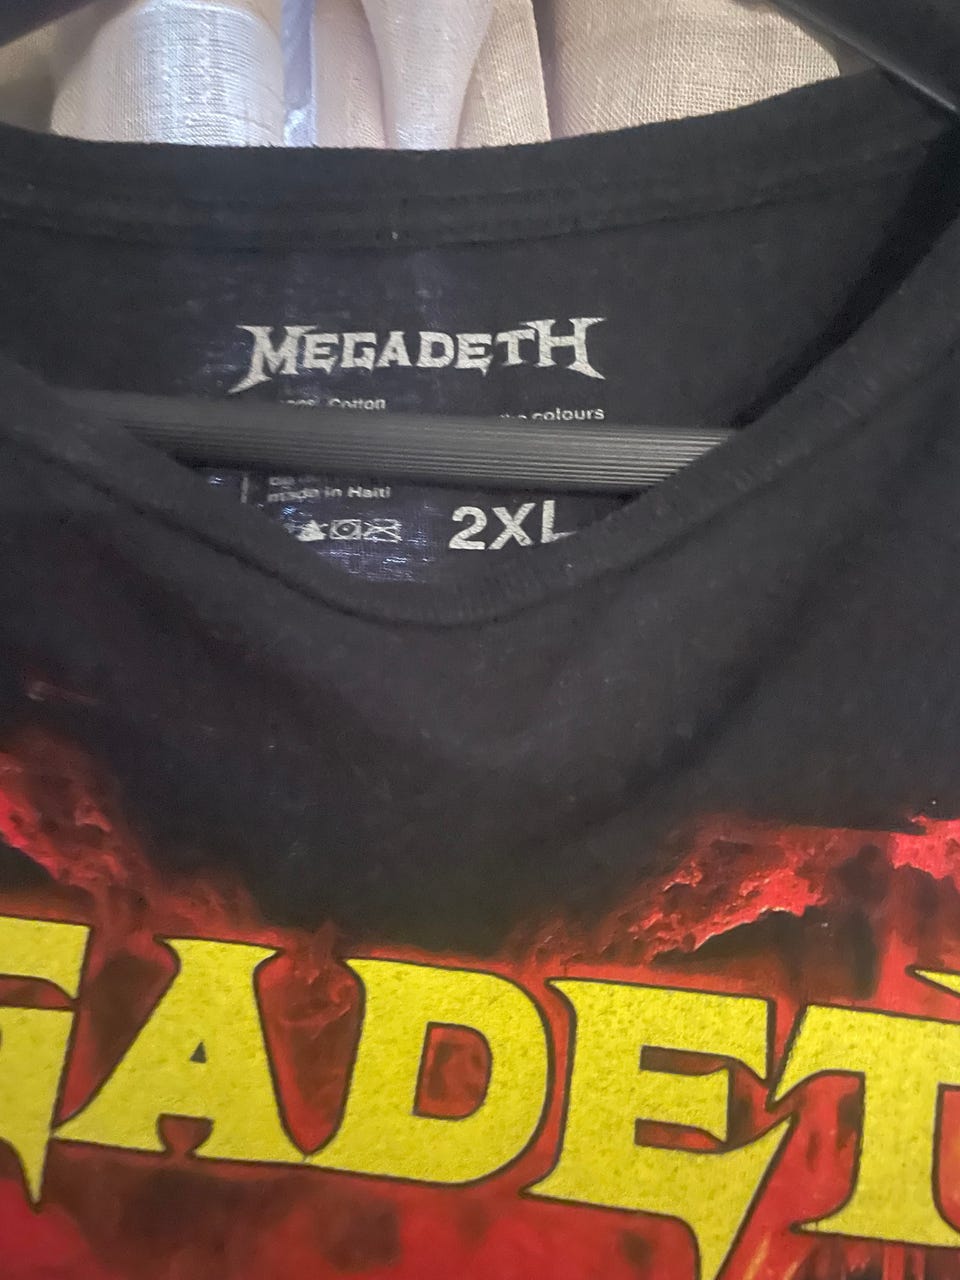 MEGADETH
Cotton
colours
made in Haiti
2XL
GADET